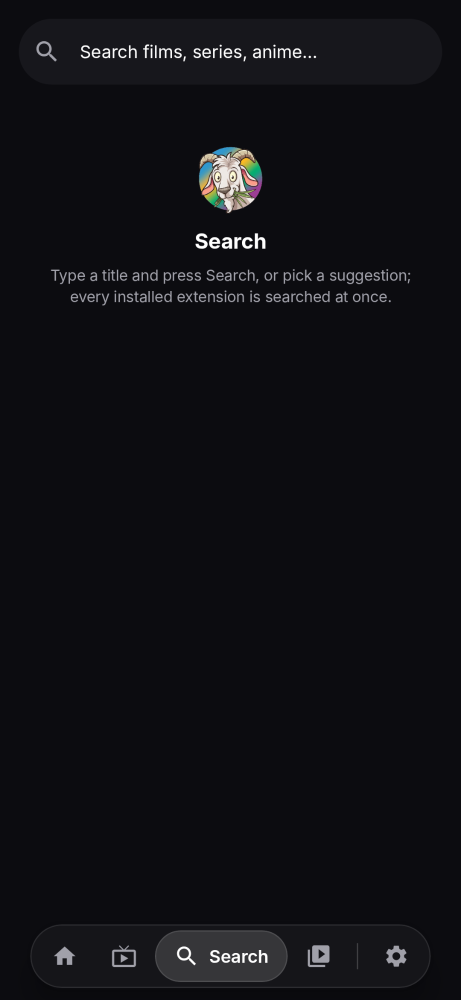 Search films, series, anime...
Search
Type a title and press Search, or pick a suggestion;
every installed extension is searched at once.
Search